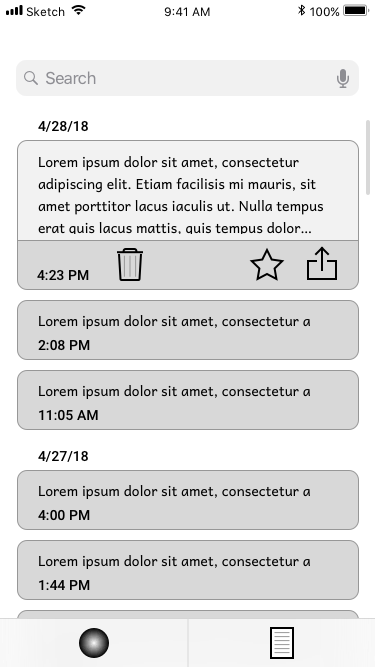 Sketch 9:41 AM 100%
Search
4/28/18
Lorem ipsum dolor sit amet, consectetur
adipiscing elit. Etiam facilisis mi mauris, sit
amet porttitor lacus iaculis ut. Nulla tempus
erat quis lacus mattis, quis tempus dolor...
4:23 PM
Lorem ipsum dolor sit amet, consectetur a
2:08 PM
Lorem ipsum dolor sit amet, consectetur a
11:05 AM
4/27/18
Lorem ipsum dolor sit amet, consectetur a
4:00 PM
Lorem ipsum dolor sit amet, consectetur a
1:44 PM